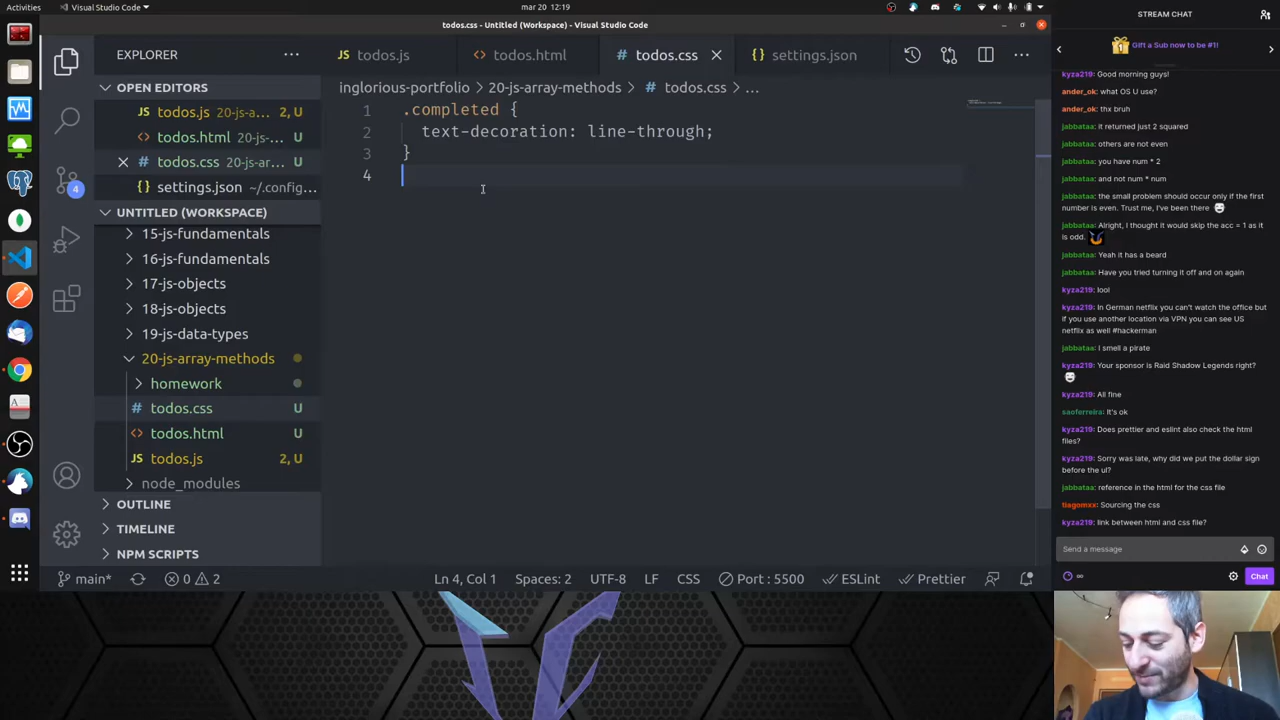 Activities
Visual Studio Code
mar 20 12:19
todos.css - Untitled (Workspace) - Visual Studio Code
EXPLORER
OPEN EDITORS
todos.js 20-js-a... 2, U
todos.html 20-js-... U
todos.css 20-js-ar... U
settings.json ~/.config...
UNTITLED (WORKSPACE)
15-js-fundamentals
16-js-fundamentals
17-js-objects
18-js-objects
19-js-data-types
20-js-array-methods
homework
todos.css U
todos.html U
todos.js 2, U
node_modules
OUTLINE
TIMELINE
NPM SCRIPTS
4
todos.js
todos.html
todos.css
settings.json
inglorious-portfolio > 20-js-array-methods > todos.css > ...
1 .completed {
2 text-decoration: line-through;
3 }
4
main*
0 2
Ln 4, Col 1
Spaces: 2
UTF-8
LF
CSS
Port : 5500
ESLint
Prettier
STREAM CHAT
Gift a Sub now to be #1!
kyza219: Good morning guys!
ander_ok: what OS U use?
ander_ok: thx bruh
jabbataa: it returned just 2 squared
jabbataa: others are not even
jabbataa: you have num * 2
jabbataa: and not num * num
jabbataa: the small problem should occur only if the first
number is even. Trust me, I've been there
jabbataa: Alright, I thought it would skip the acc = 1 as it
is odd.
jabbataa: Yeah it has a beard
jabbataa: Have you tried turning it off and on again
kyza219: lool
kyza219: In German netflix you can't watch the office but
if you use another location via VPN you can see US
netflix as well #hackerman
jabbataa: I smell a pirate
kyza219: Your sponsor is Raid Shadow Legends right?
kyza219: All fine
saoferreira: It's ok
kyza219: Does prettier and eslint also check the html
files?
kyza219: Sorry was late, why did we put the dollar sign
before the ul?
jabbataa: reference in the html for the css file
tiagomxx: Sourcing the css
kyza219: link between html and css file?
Send a message
Chat